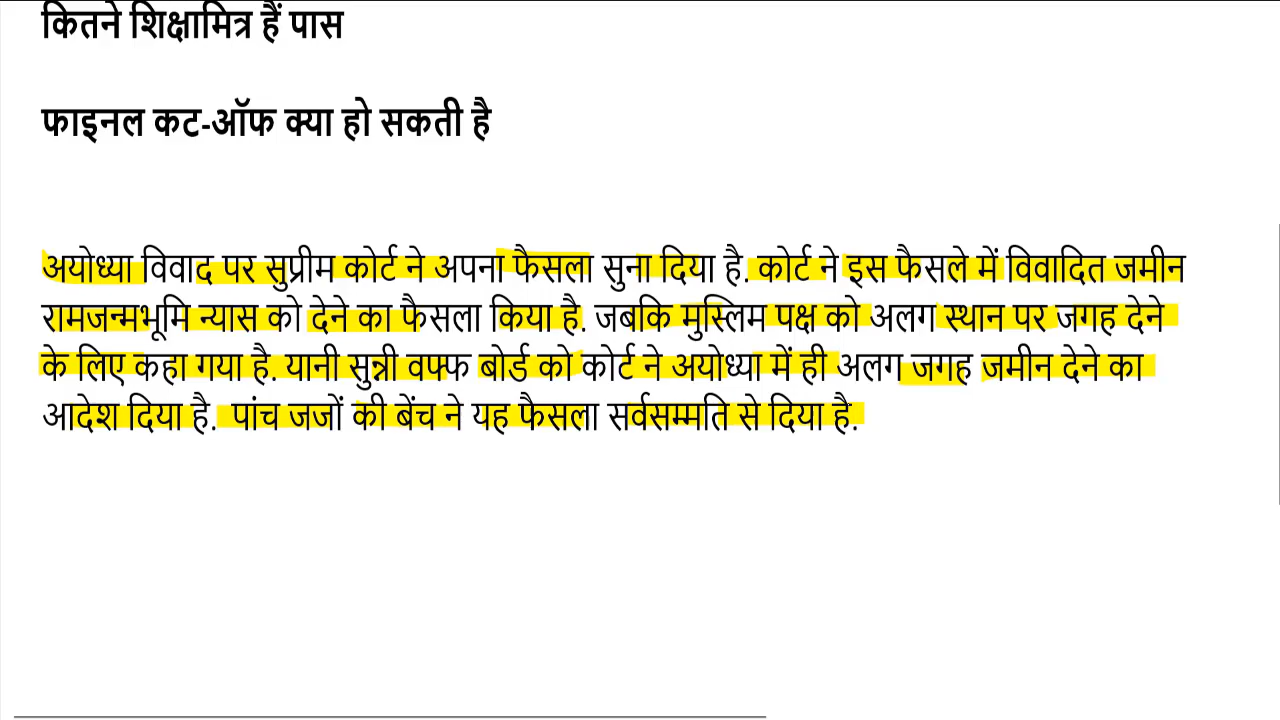 कितने शिक्षामित्र हैं पास
फाइनल कट-ऑफ क्या हो सकती है
अयोध्या विवाद पर सुप्रीम कोर्ट ने अपना फैसला सुना दिया है. कोर्ट ने इस फैसले में विवादित जमीन
रामजन्मभूमि न्यास को देने का फैसला किया है. जबकि मुस्लिम पक्ष को अलग स्थान पर जगह देने
के लिए कहा गया है. यानी सुन्नी वफ्फ बोर्ड को कोर्ट ने अयोध्या में ही अलग जगह जमीन देने का
आदेश दिया है. पांच जजों की बेंच ने यह फैसला सर्वसम्मति से दिया है.